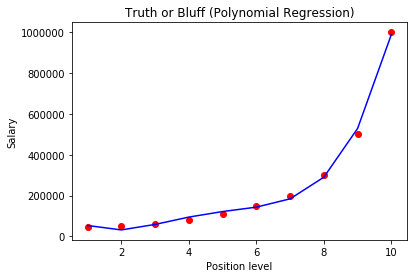 Truth or Bluff (Polynomial Regression)
1000000
800000
600000
400000
200000
0
Salary
2 4 6 8 10
Position level